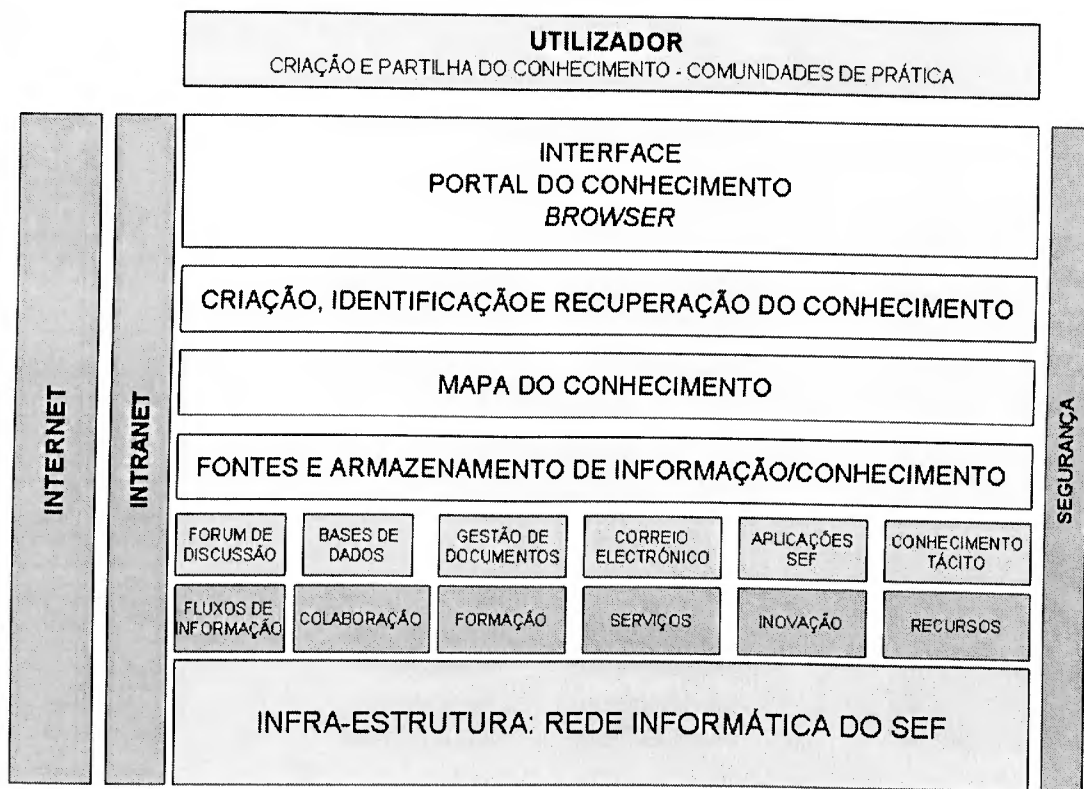 UTILIZADOR
CRIAÇÃO E PARTILHA DO CONHECIMENTO - COMUNIDADES DE PRÁTICA
INTERNET
INTRANET
INTERFACE
PORTAL DO CONHECIMENTO
BROWSER
CRIAÇÃO, IDENTIFICAÇÃOE RECUPERAÇÃO DO CONHECIMENTO
MAPA DO CONHECIMENTO
FONTES E ARMAZENAMENTO DE INFORMAÇÃO/CONHECIMENTO
FORUM DE
DISCUSSÃO
BASES DE
DADOS
GESTÃO DE
DOCUMENTOS
CORREIO
ELECTRÓNICO
APLICAÇÕES
SEF
CONHECIMENTO
TÁCITO
FLUXOS DE
INFORMAÇÃO
COLABORAÇÃO
FORMAÇÃO
SERVIÇOS
INOVAÇÃO
RECURSOS
INFRA-ESTRUTURA: REDE INFORMÁTICA DO SEF
SEGURANÇA